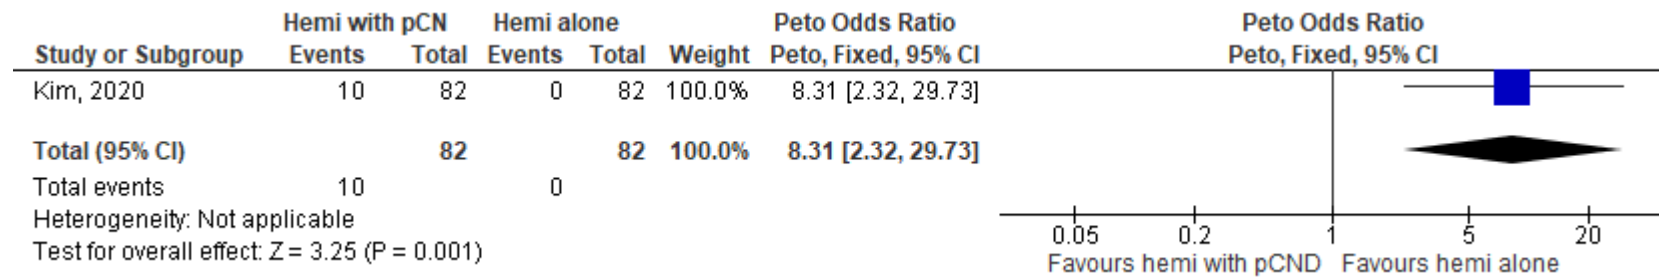 Hemi with pCN Hemi alone Peto Odds Ratio Peto Odds Ratio
Study or Subgroup Events Total Events Total Weight Peto, Fixed, 95% CI Peto, Fixed, 95% CI
Kim, 2020 10 82 0 82 100.0% 8.31 [2.32, 29.73]
Total (95% CI) 82 82 100.0% 8.31 [2.32, 29.73]
Total events 10 0
Heterogeneity: Not applicable
Test for overall effect: Z = 3.25 (P = 0.001)
0.05 0.2 1 5 20
Favours hemi with pCND Favours hemi alone